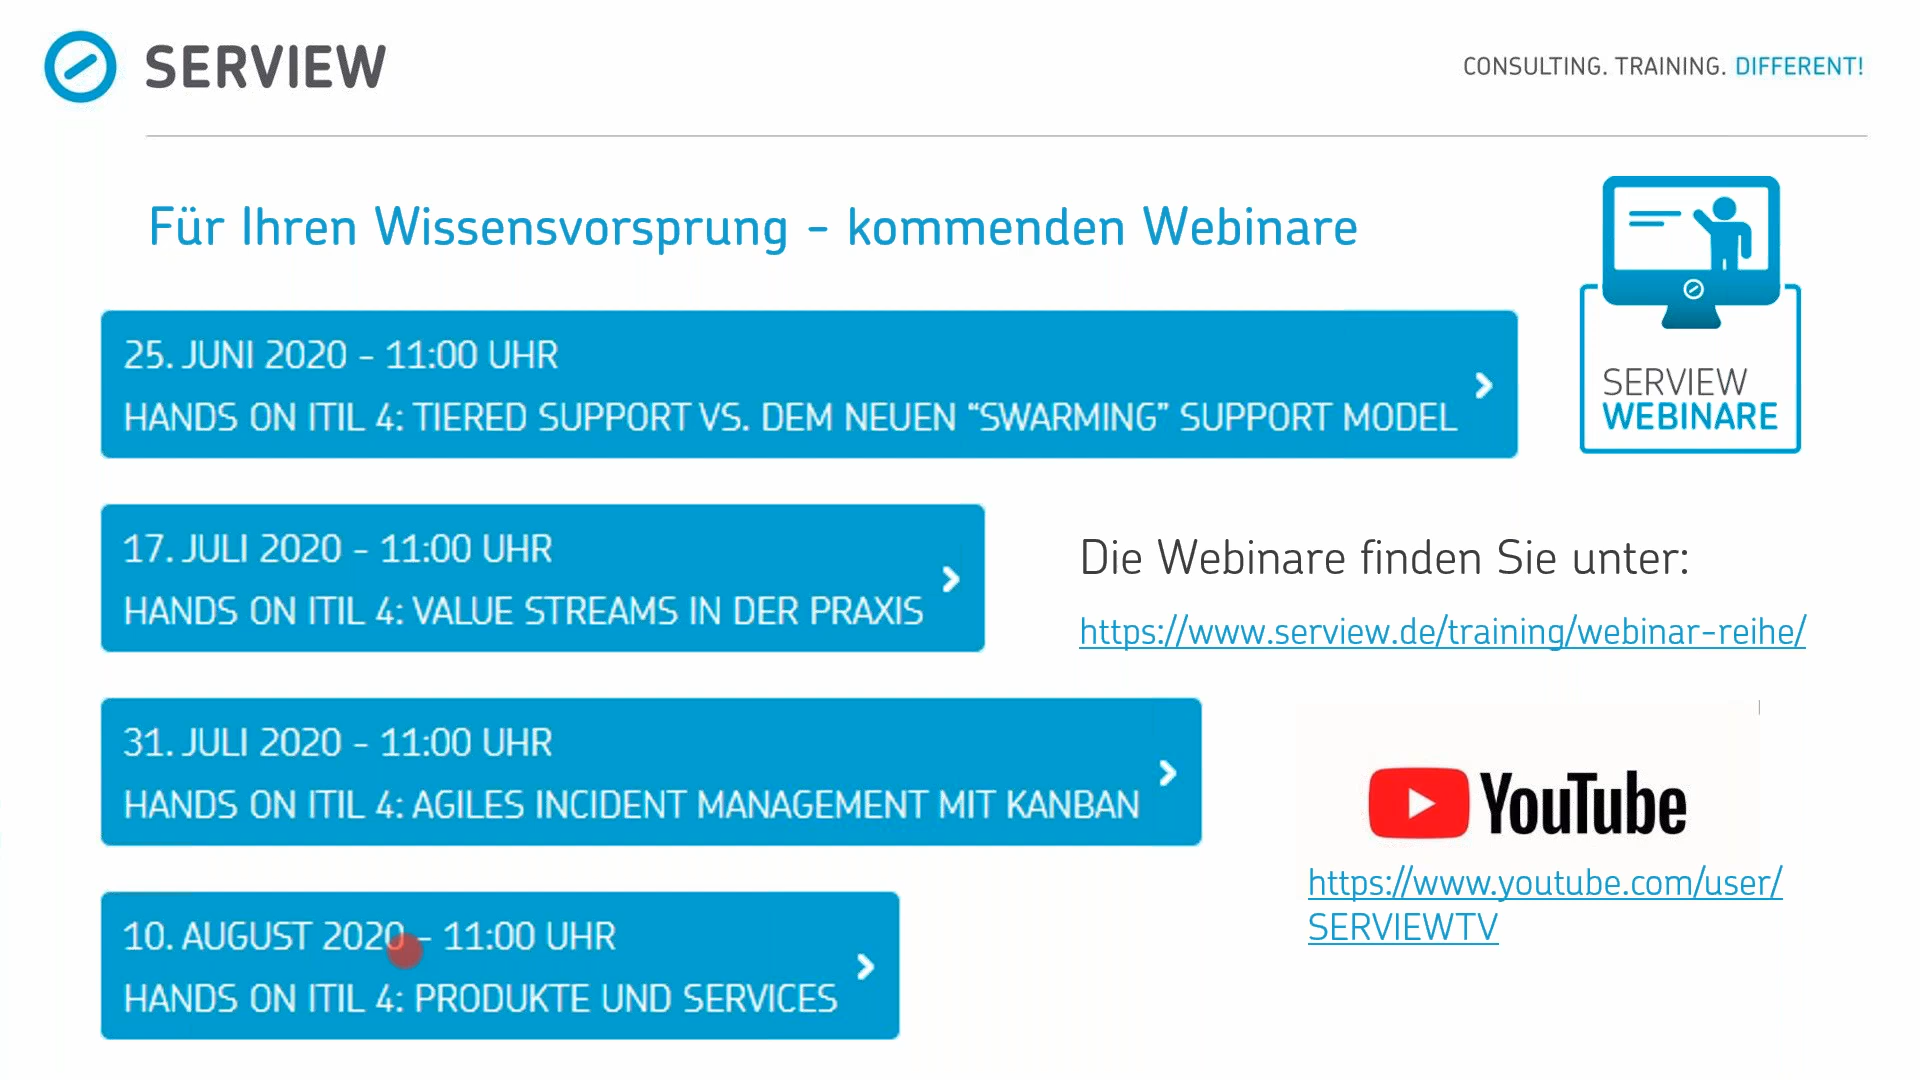 SERVIEW
CONSULTING. TRAINING. DIFFERENT!
Für Ihren Wissensvorsprung - kommenden Webinare
25. JUNI 2020 - 11:00 UHR
HANDS ON ITIL 4: TIERED SUPPORT VS. DEM NEUEN “SWARMING” SUPPORT MODEL
SERVIEW
WEBINARE
17. JULI 2020 - 11:00 UHR
HANDS ON ITIL 4: VALUE STREAMS IN DER PRAXIS
Die Webinare finden Sie unter:
https://www.serview.de/training/webinar-reihe/
31. JULI 2020 - 11:00 UHR
HANDS ON ITIL 4: AGILES INCIDENT MANAGEMENT MIT KANBAN
YouTube
https://www.youtube.com/user/
SERVIEWTV
10. AUGUST 2020 - 11:00 UHR
HANDS ON ITIL 4: PRODUKTE UND SERVICES